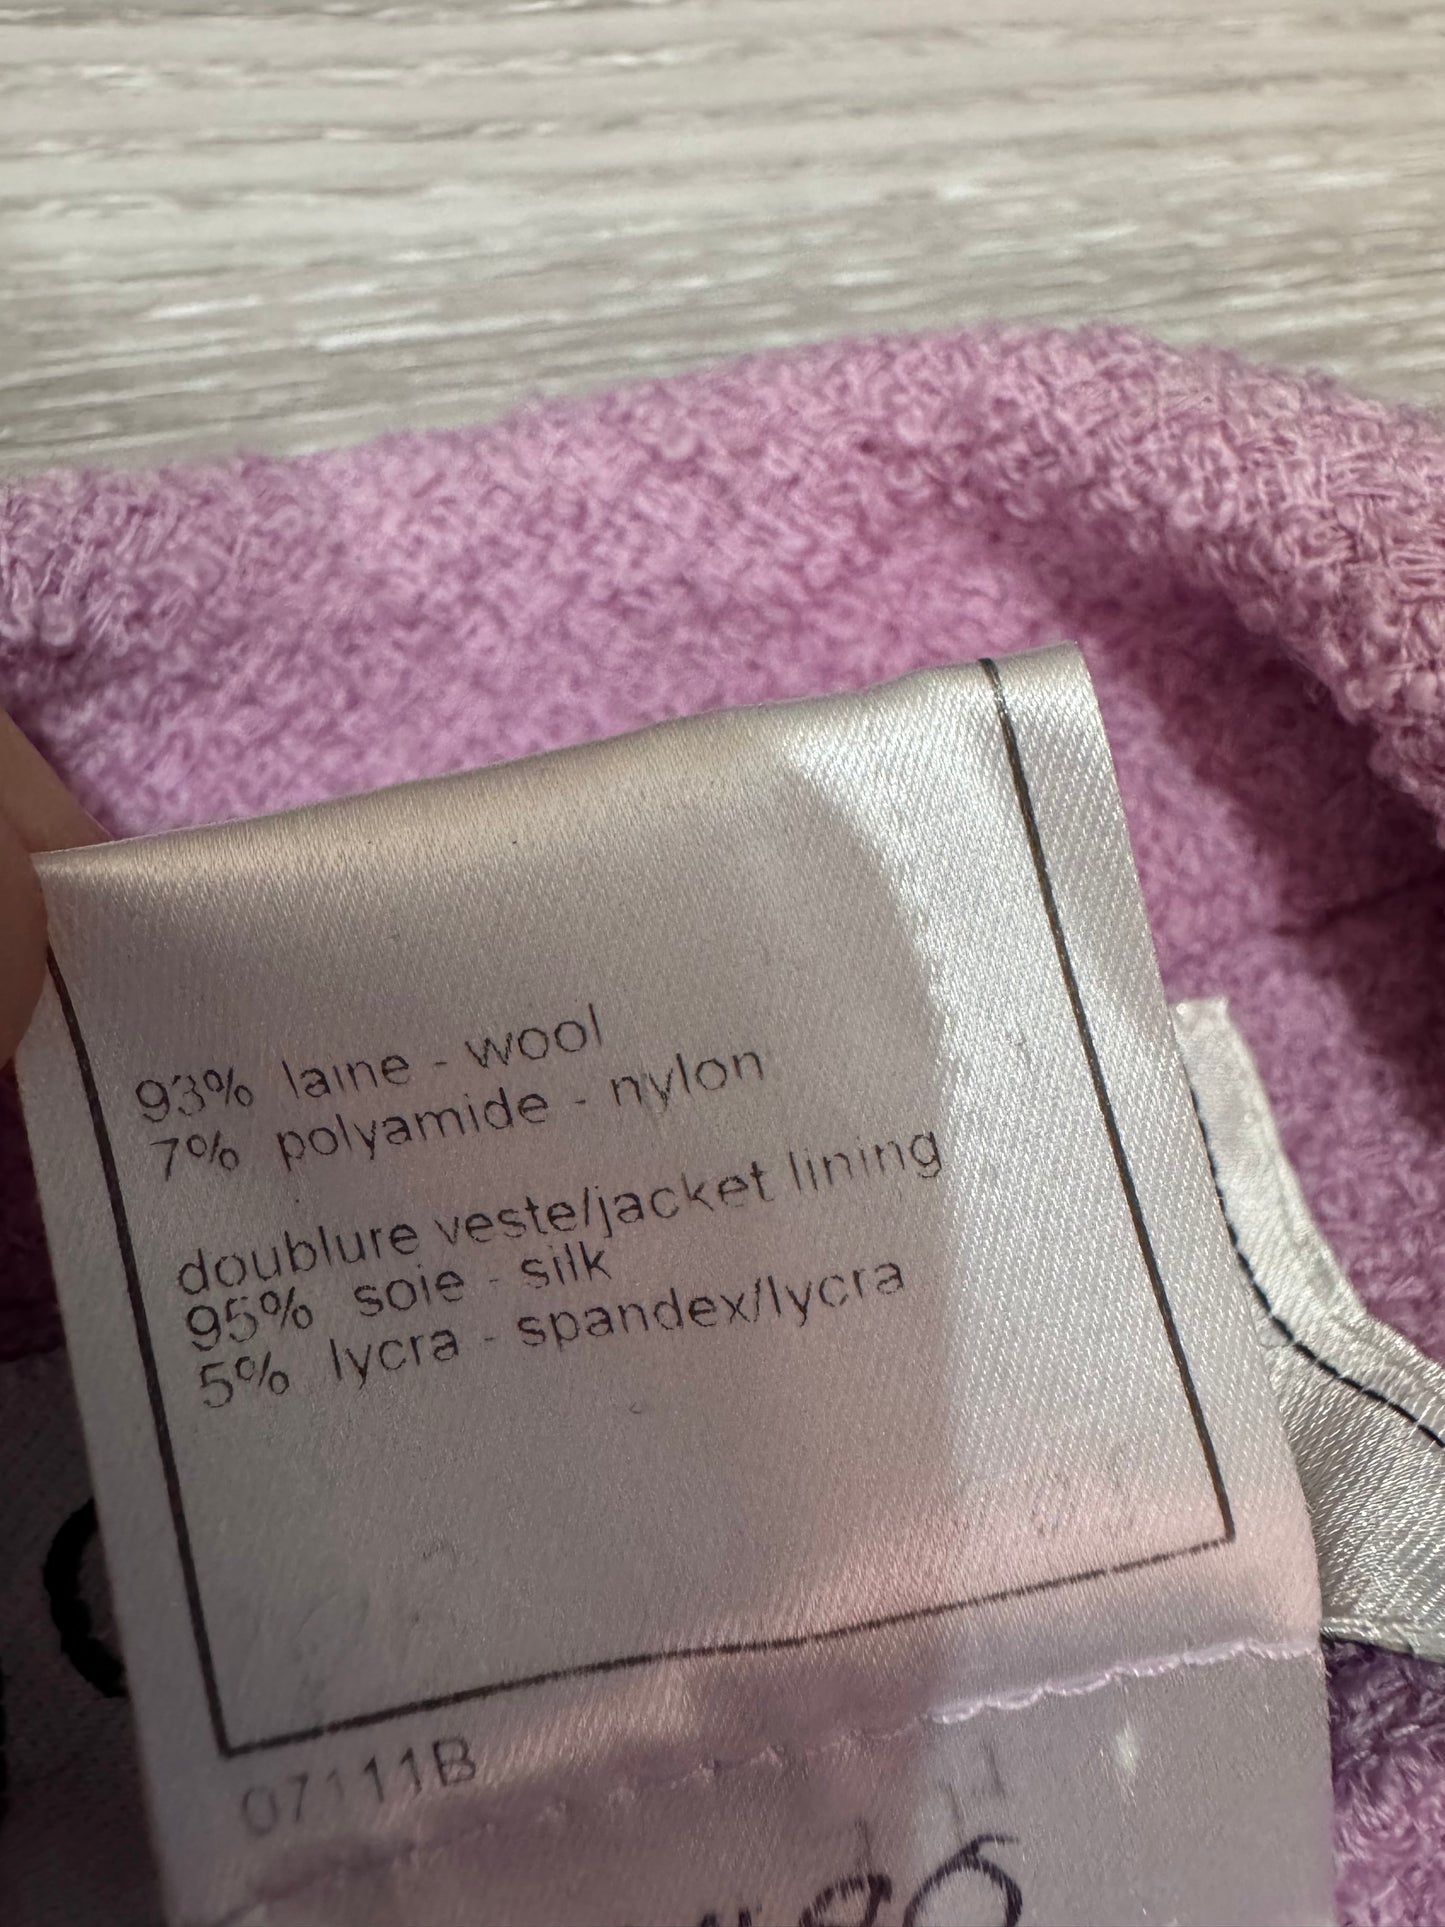 93% laine - wool
7% polyamide - nylon
doublure veste/jacket lining
95% soie - silk
5% lycra - spandex/lycra
07111B